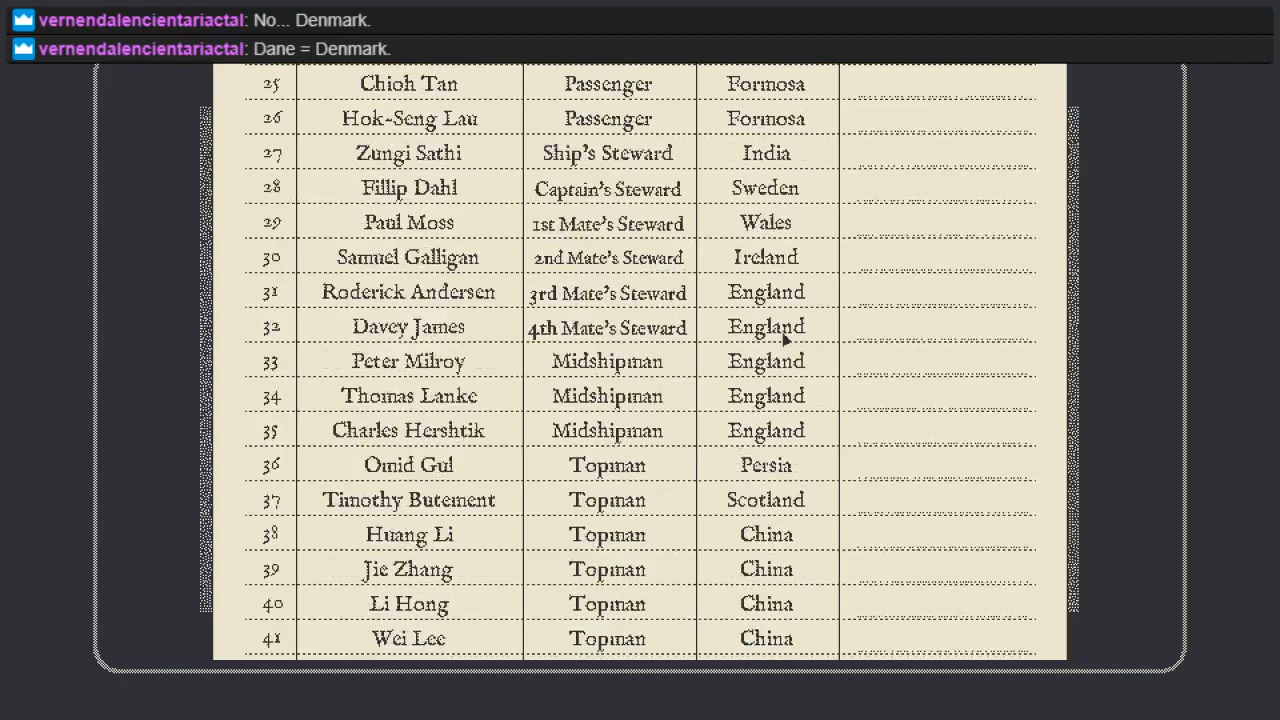 vernendalencientariactal: No... Denmark.
vernendalencientariactal: Dane = Denmark.
25 Chioh Tan Passenger Formosa
26 Hok-Seng Lau Passenger Formosa
27 Zungi Sathi Ship's Steward India
28 Fillip Dahl Captain's Steward Sweden
29 Paul Moss 1st Mate's Steward Wales
30 Samuel Galligan 2nd Mate's Steward Ireland
31 Roderick Andersen 3rd Mate's Steward England
32 Davey James 4th Mate's Steward England
33 Peter Milroy Midshipman England
34 Thomas Lanke Midshipman England
35 Charles Hershtik Midshipman England
36 Omid Gul Topman Persia
37 Timothy Butement Topman Scotland
38 Huang Li Topman China
39 Jie Zhang Topman China
40 Li Hong Topman China
41 Wei Lee Topman China